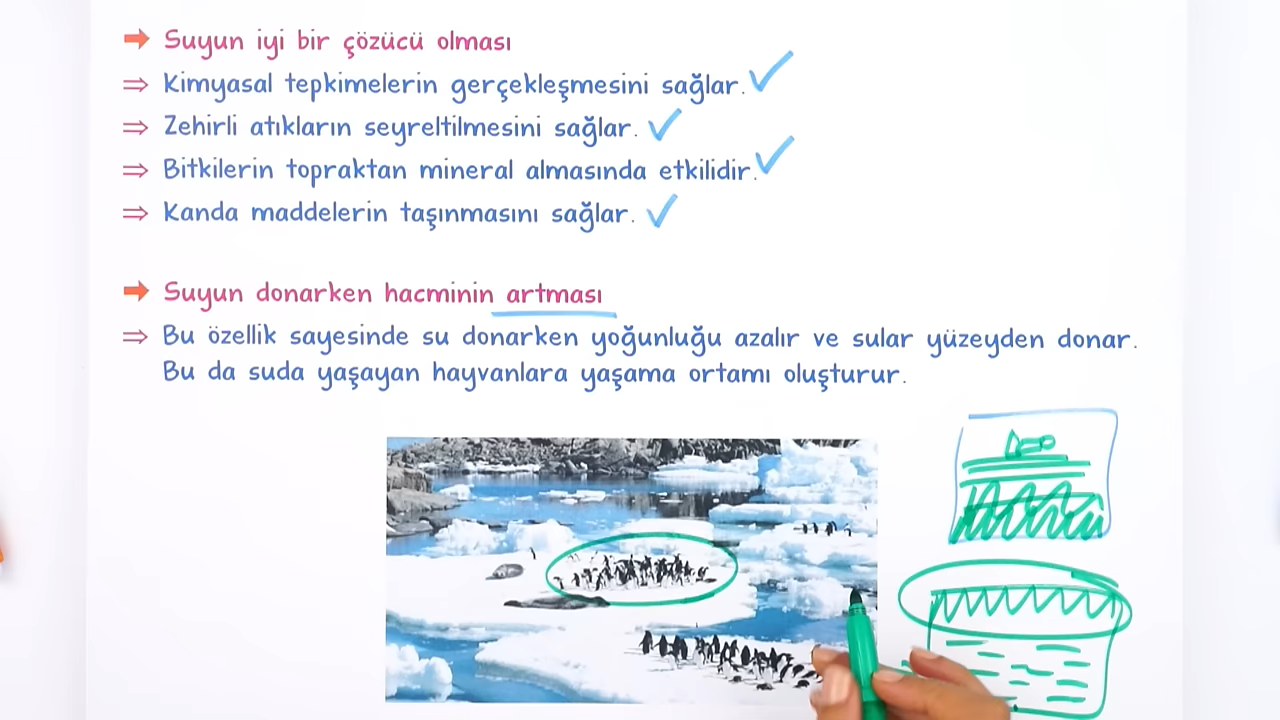 Suyun iyi bir çözücü olması
Kimyasal tepkimelerin gerçekleşmesini sağlar.
Zehirli atıkların seyreltilmesini sağlar.
Bitkilerin topraktan mineral almasında etkilidir.
Kanda maddelerin taşınmasını sağlar.
Suyun donarken hacminin artması
Bu özellik sayesinde su donarken yoğunluğu azalır ve sular yüzeyden donar.
Bu da suda yaşayan hayvanlara yaşama ortamı oluşturur.